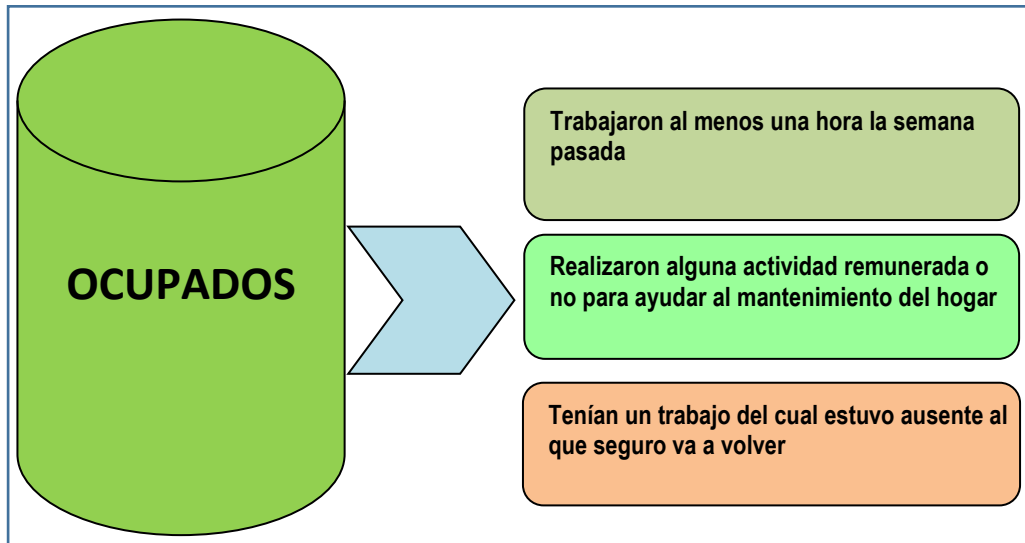 OCUPADOS
Trabajaron al menos una hora la semana
pasada
Realizaron alguna actividad remunerada o
no para ayudar al mantenimiento del hogar
Tenían un trabajo del cual estuvo ausente al
que seguro va a volver